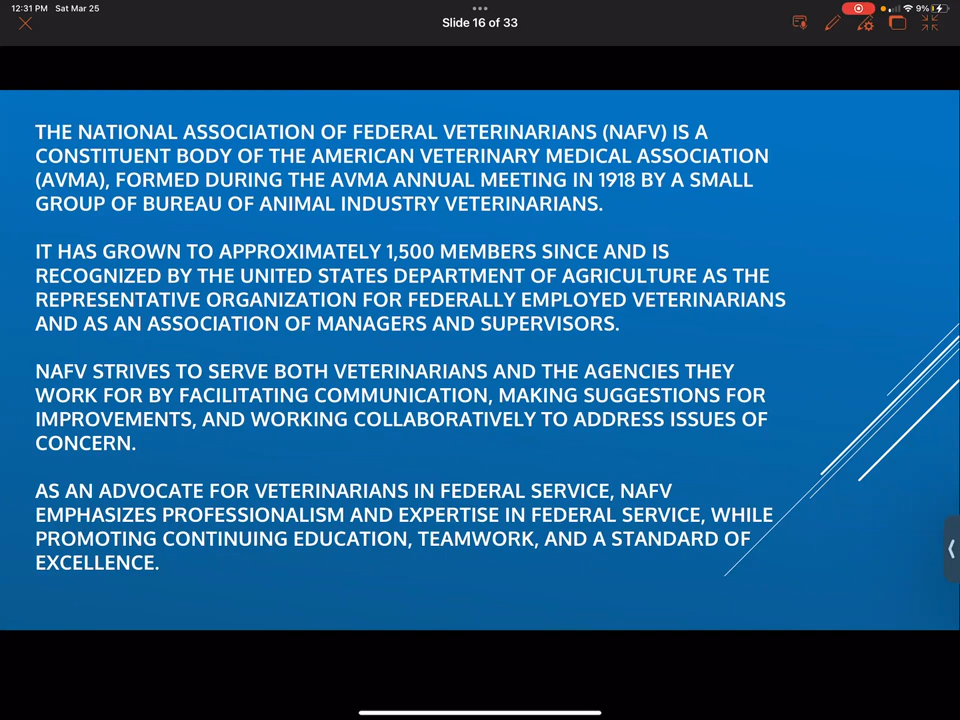 12:31 PM Sat Mar 25
9%
Slide 16 of 33
THE NATIONAL ASSOCIATION OF FEDERAL VETERINARIANS (NAFV) IS A
CONSTITUENT BODY OF THE AMERICAN VETERINARY MEDICAL ASSOCIATION
(AVMA), FORMED DURING THE AVMA ANNUAL MEETING IN 1918 BY A SMALL
GROUP OF BUREAU OF ANIMAL INDUSTRY VETERINARIANS.
IT HAS GROWN TO APPROXIMATELY 1,500 MEMBERS SINCE AND IS
RECOGNIZED BY THE UNITED STATES DEPARTMENT OF AGRICULTURE AS THE
REPRESENTATIVE ORGANIZATION FOR FEDERALLY EMPLOYED VETERINARIANS
AND AS AN ASSOCIATION OF MANAGERS AND SUPERVISORS.
NAFV STRIVES TO SERVE BOTH VETERINARIANS AND THE AGENCIES THEY
WORK FOR BY FACILITATING COMMUNICATION, MAKING SUGGESTIONS FOR
IMPROVEMENTS, AND WORKING COLLABORATIVELY TO ADDRESS ISSUES OF
CONCERN.
AS AN ADVOCATE FOR VETERINARIANS IN FEDERAL SERVICE, NAFV
EMPHASIZES PROFESSIONALISM AND EXPERTISE IN FEDERAL SERVICE, WHILE
PROMOTING CONTINUING EDUCATION, TEAMWORK, AND A STANDARD OF
EXCELLENCE.